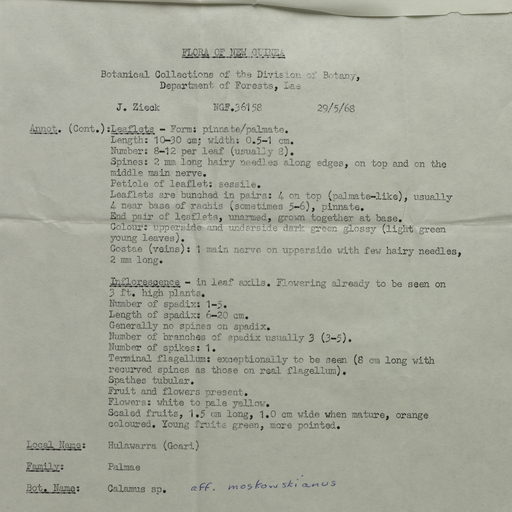 FLORA OF NEW GUINEA
Botanical Collections of the Division of Botany,
Department of Forests, Lae
J. Zieck NGF.36158 29/5/68
Annot. (Cont.): Leaflets - Form: pinnate/palmate.
Length: 10-30 cm; width: 0.5-1 cm.
Number: 8-12 per leaf (usually 8).
Spines: 2 mm long hairy needles along edges, on top and on the
middle main nerve.
Petiole of leaflet: sessile.
Leaflets are bunched in pairs: 4 on top (palmate-like), usually
4 near base of rachis (sometimes 5-6), pinnate.
End pair of leaflets, unarmed, grown together at base.
Colour: upperside and underside dark green glossy (light green
young leaves).
Costae (veins): 1 main nerve on upperside with few hairy needles,
2 mm long.
Inflorescence - in leaf axils. Flowering already to be seen on
3 ft. high plants.
Number of spadix: 1-5.
Length of spadix: 6-20 cm.
Generally no spines on spadix.
Number of branches of spadix usually 3 (3-5).
Number of spikes: 1.
Terminal flagellum: exceptionally to be seen (8 cm long with
recurved spines as those on real flagellum).
Spathes tubular.
Fruit and flowers present.
Flowers: white to pale yellow.
Scaled fruits, 1.5 cm long, 1.0 cm wide when mature, orange
coloured. Young fruits green, more pointed.
Local Name: Hulawarra (Goari)
Family: Palmae
Bot. Name: Calamus sp. aff. moskowskianus